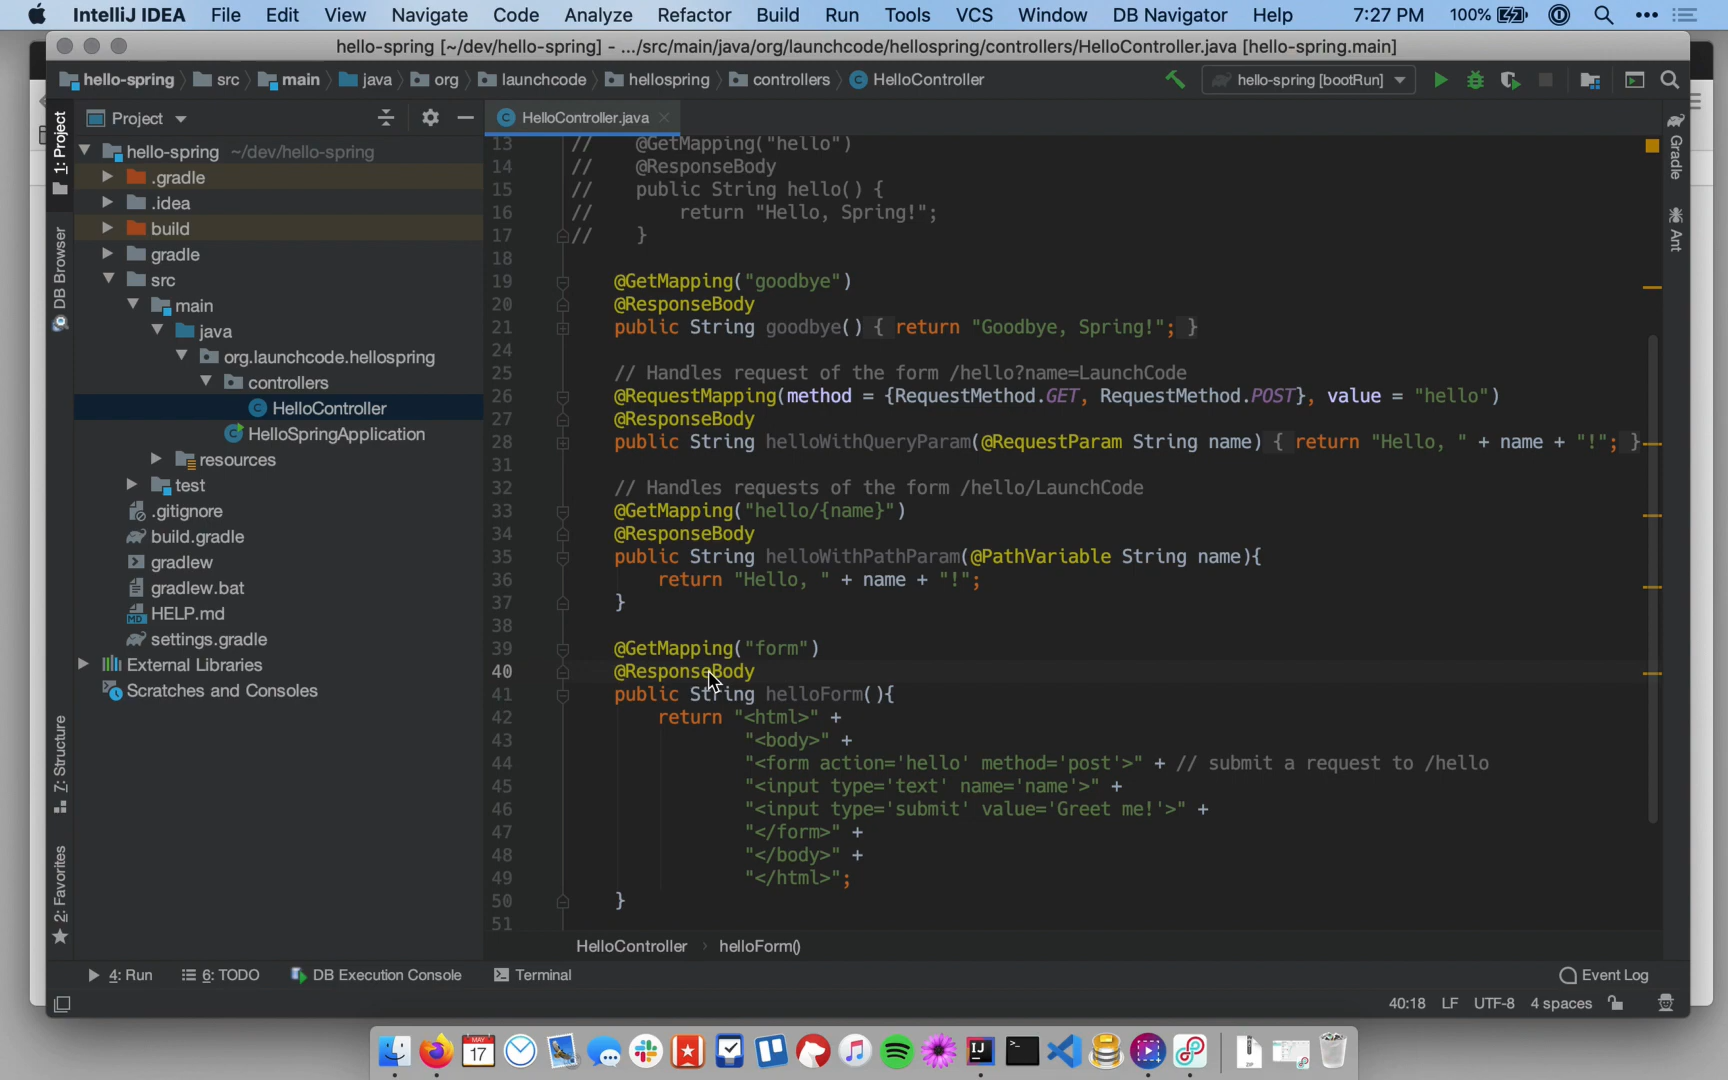 IntelliJ IDEA File Edit View Navigate Code Analyze Refactor Build Run Tools VCS Window DB Navigator Help 7:27 PM 100%
hello-spring [~/dev/hello-spring] - .../src/main/java/org/launchcode/hellospring/controllers/HelloController.java [hello-spring.main]
hello-spring src main java org launchcode hellospring controllers HelloController hello-spring [bootRun]
Project HelloController.java
1: Project
DB Browser
7: Structure
2: Favorites
hello-spring ~/dev/hello-spring
.gradle
.idea
build
gradle
src
main
java
org.launchcode.hellospring
controllers
HelloController
HelloSpringApplication
resources
test
.gitignore
build.gradle
gradlew
gradlew.bat
HELP.md
settings.gradle
External Libraries
Scratches and Consoles
13 // @GetMapping("hello")
14 // @ResponseBody
15 // public String hello() {
16 // return "Hello, Spring!";
17 // }
18
19 @GetMapping("goodbye")
20 @ResponseBody
21 public String goodbye() { return "Goodbye, Spring!"; }
24
25 // Handles request of the form /hello?name=LaunchCode
26 @RequestMapping(method = {RequestMethod.GET, RequestMethod.POST}, value = "hello")
27 @ResponseBody
28 public String helloWithQueryParam(@RequestParam String name) { return "Hello, " + name + "!"; }
31
32 // Handles requests of the form /hello/LaunchCode
33 @GetMapping("hello/{name}")
34 @ResponseBody
35 public String helloWithPathParam(@PathVariable String name){
36 return "Hello, " + name + "!";
37 }
38
39 @GetMapping("form")
40 @ResponseBody
41 public String helloForm(){
42 return "<html>" +
43 "<body>" +
44 "<form action='hello' method='post'>" + // submit a request to /hello
45 "<input type='text' name='name'>" +
46 "<input type='submit' value='Greet me!'>" +
47 "</form>" +
48 "</body>" +
49 "</html>";
50 }
51
Gradle
Ant
HelloController › helloForm()
4: Run 6: TODO DB Execution Console Terminal Event Log
40:18 LF UTF-8 4 spaces
MAY
17